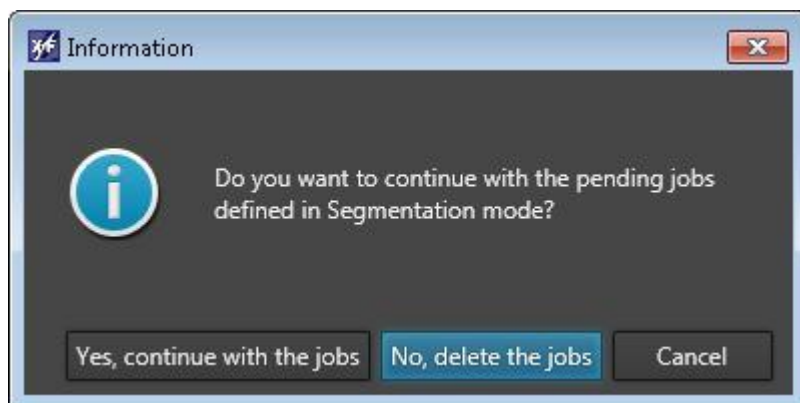 Information
Do you want to continue with the pending jobs
defined in Segmentation mode?
Yes, continue with the jobs No, delete the jobs Cancel